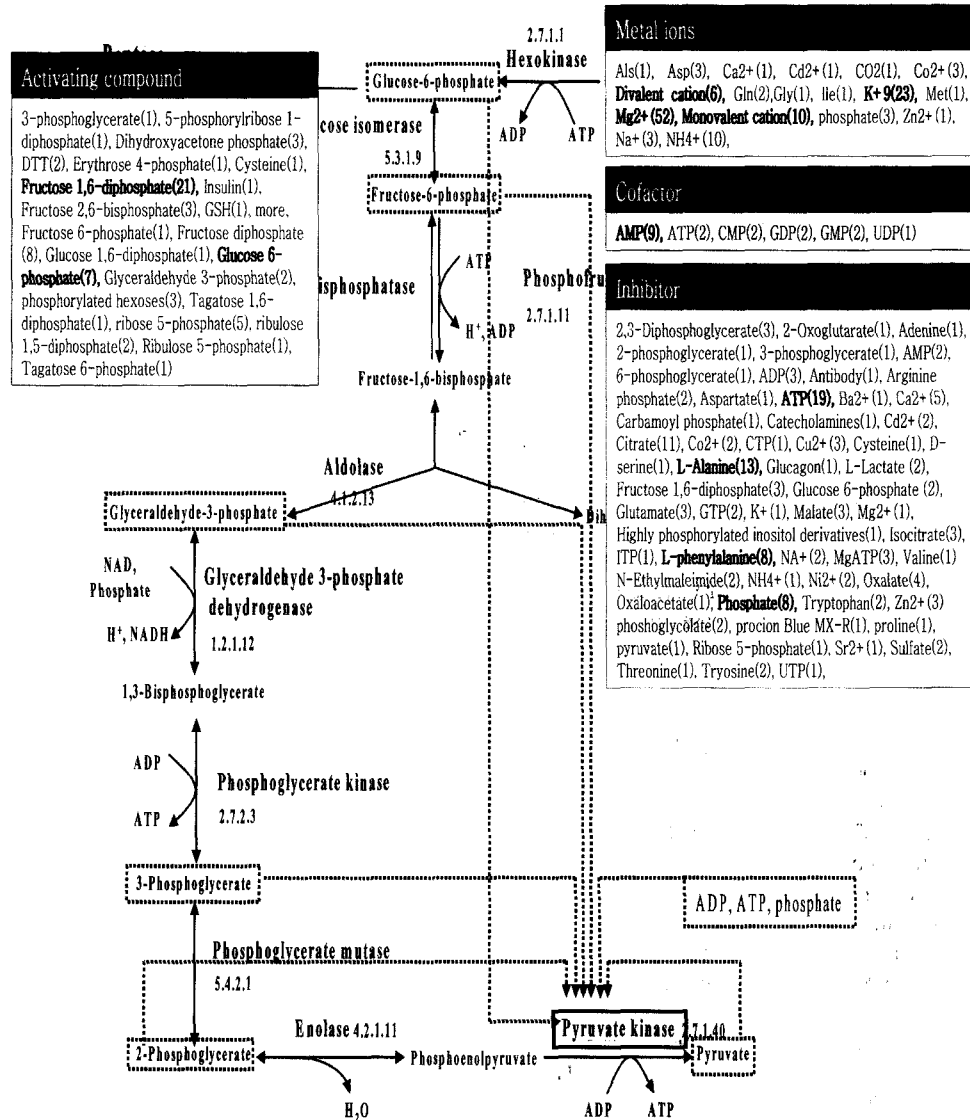 2.7.1.1
Hexokinase
Glucose-6-phosphate
ADP
ATP
cose isomerase
5.3.1.9
Fructose-6-phosphate
isphosphatase
ATP
H⁺, ADP
Phosphofru
2.7.1.11
Fructose-1,6-bisphosphate
Activating compound
3-phosphoglycerate(1), 5-phosphorylribose 1-
diphosphate(1), Dihydroxyacetone phosphate(3),
DTT(2), Erythrose 4-phosphate(1), Cysteine(1),
Fructose 1,6-diphosphate(21), Insulin(1),
Fructose 2,6-bisphosphate(3), GSH(1), more,
Fructose 6-phosphate(1), Fructose diphosphate
(8), Glucose 1,6-diphosphate(1), Glucose 6-
phosphate(7), Glyceraldehyde 3-phosphate(2),
phosphorylated hexoses(3), Tagatose 1,6-
diphosphate(1), ribose 5-phosphate(5), ribulose
1,5-diphosphate(2), Ribulose 5-phosphate(1),
Tagatose 6-phosphate(1)
Metal ions
Als(1), Asp(3), Ca2+(1), Cd2+(1), CO2(1), Co2+(3),
Divalent cation(6), Gln(2),Gly(1), Ile(1), K+9(23), Met(1),
Mg2+(52), Monovalent cation(10), phosphate(3), Zn2+(1),
Na+(3), NH4+(10),
Cofactor
AMP(9), ATP(2), CMP(2), GDP(2), GMP(2), UDP(1)
Inhibitor
2,3-Diphosphoglycerate(3), 2-Oxoglutarate(1), Adenine(1),
2-phosphoglycerate(1), 3-phosphoglycerate(1), AMP(2),
6-phosphoglycerate(1), ADP(3), Antibody(1), Arginine
phosphate(2), Aspartate(1), ATP(19), Ba2+(1), Ca2+(5),
Carbamoyl phosphate(1), Catecholamines(1), Cd2+(2),
Citrate(11), Co2+(2), CTP(1), Cu2+(3), Cysteine(1), D-
serine(1), L-Alanine(13), Glucagon(1), L-Lactate (2),
Fructose 1,6-diphosphate(3), Glucose 6-phosphate (2),
Glutamate(3), GTP(2), K+(1), Malate(3), Mg2+(1),
Highly phosphorylated inositol derivatives(1), Isocitrate(3),
ITP(1), L-phenylalanine(8), NA+(2), MgATP(3), Valine(1)
N-Ethylmaleimide(2), NH4+(1), Ni2+(2), Oxalate(4),
Oxaloacetate(1), Phosphate(8), Tryptophan(2), Zn2+(3)
phoshoglycolate(2), procion Blue MX-R(1), proline(1),
pyruvate(1), Ribose 5-phosphate(1), Sr2+(1), Sulfate(2),
Threonine(1), Tryosine(2), UTP(1),
Aldolase
4.1.2.13
Glyceraldehyde-3-phosphate
Dih
NAD,
Phosphate
H⁺, NADH
Glyceraldehyde 3-phosphate
dehydrogenase
1.2.1.12
1,3-Bisphosphoglycerate
ADP
ATP
Phosphoglycerate kinase
2.7.2.3
3-Phosphoglycerate
ADP, ATP, phosphate
Phosphoglycerate mutase
5.4.2.1
Enolase 4.2.1.11
Pyruvate kinase 2.7.1.40
2-Phosphoglycerate
Phosphoenolpyruvate
Pyruvate
H₂O
ADP
ATP